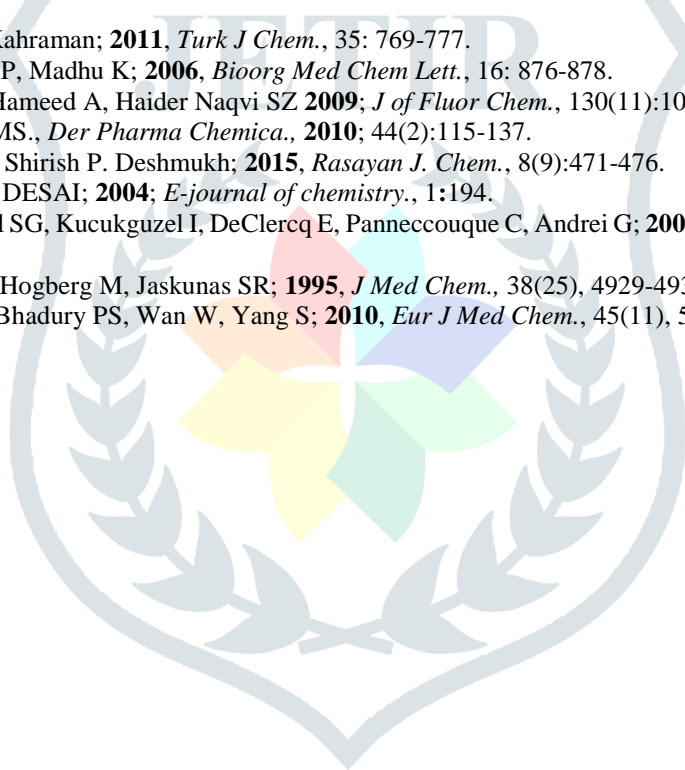 JETIR
Kahraman; 2011, Turk J Chem., 35: 769-777.
P, Madhu K; 2006, Bioorg Med Chem Lett., 16: 876-878.
Hameed A, Haider Naqvi SZ 2009; J of Fluor Chem., 130(11):10
MS., Der Pharma Chemica., 2010; 44(2):115-137.
Shirish P. Deshmukh; 2015, Rasayan J. Chem., 8(9):471-476.
DESAI; 2004; E-journal of chemistry., 1:194.
SG, Kucukguzel I, DeClercq E, Panneccouque C, Andrei G; 200
Hogberg M, Jaskunas SR; 1995, J Med Chem., 38(25), 4929-493
Bhadury PS, Wan W, Yang S; 2010, Eur J Med Chem., 45(11), 5